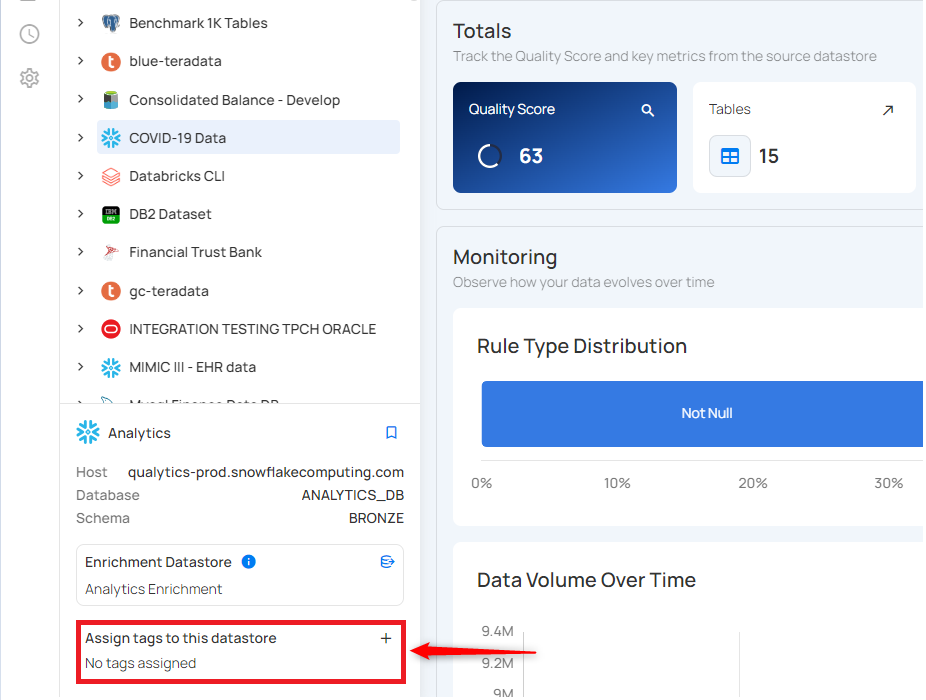 Benchmark 1K Tables
blue-teradata
Consolidated Balance - Develop
COVID-19 Data
Databricks CLI
IBM
DB2
DB2 Dataset
Financial Trust Bank
gc-teradata
INTEGRATION TESTING TPCH ORACLE
MIMIC III - EHR data
Analytics
Host qualytics-prod.snowflakecomputing.com
Database ANALYTICS_DB
Schema BRONZE
Enrichment Datastore
Analytics Enrichment
Assign tags to this datastore +
No tags assigned
Totals
Track the Quality Score and key metrics from the source datastore
Quality Score
63
Tables
15
Monitoring
Observe how your data evolves over time
Rule Type Distribution
Not Null
0% 10% 20% 30%
Data Volume Over Time
9.4M
9.2M
9M